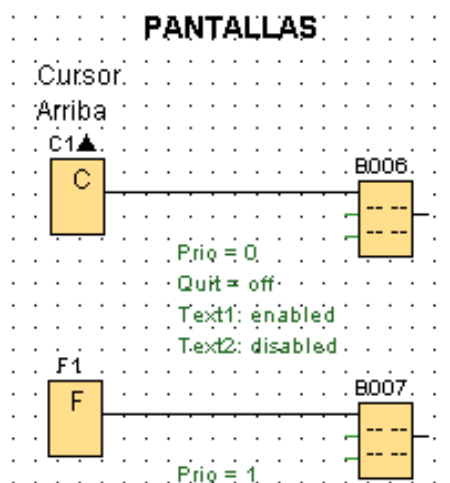 PANTALLAS
Cursor
Arriba
C1▲
C
B006
Prio = 0
Quit = off
Text1: enabled
Text2: disabled
F1
F
B007
Prio = 1